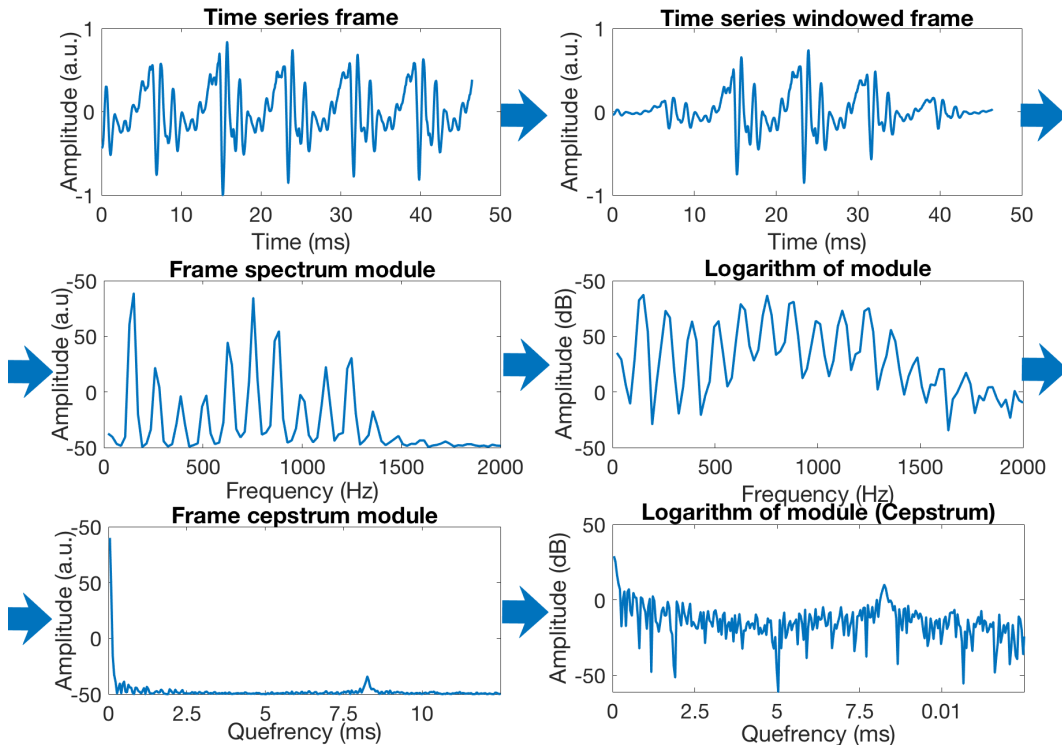 Time series frame
Amplitude (a.u.)
1
0
-1
0 10 20 30 40 50
Time (ms)
Time series windowed frame
Amplitude (a.u.)
1
0
-1
0 10 20 30 40 50
Time (ms)
Frame spectrum module
Amplitude (a.u)
-50
50
0
-50
0 500 1000 1500 2000
Frequency (Hz)
Logarithm of module
Amplitude (dB)
-50
50
0
-50
0 500 1000 1500 2000
Frequency (Hz)
Frame cepstrum module
Amplitude (a.u.)
-50
50
0
-50
0 2.5 5 7.5 10
Quefrency (ms)
Logarithm of module (Cepstrum)
Amplitude (dB)
50
0
-50
0 2.5 5 7.5 0.01
Quefrency (ms)